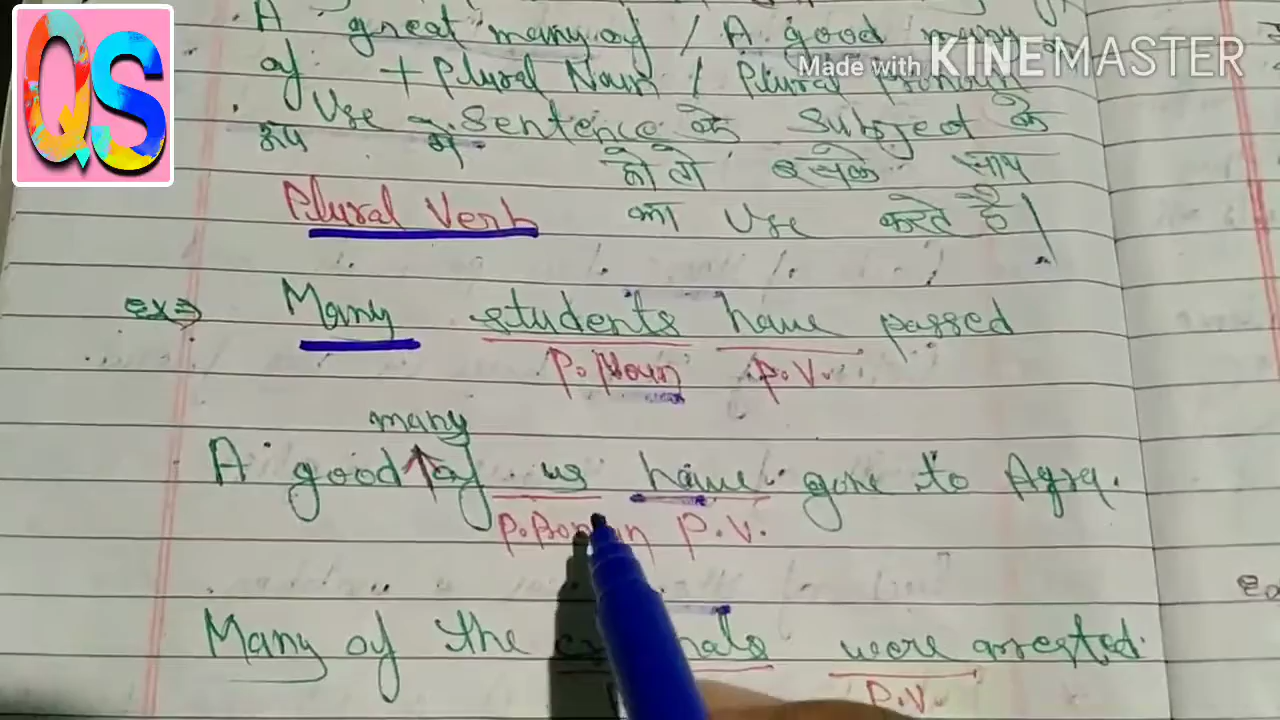 QS
Made with KINEMASTER
A great many of / A good many
of + Plural Noun / Plural Pronoun
Use Sentence के Subject के
रूप में हो तो इसके साथ
Plural Verb का Use करते है।
ex⇒ Many students have passed
P. Noun P.V.
many
A good of us have gone to Agra.
P.V.
Many of the were arrested.
P.V.